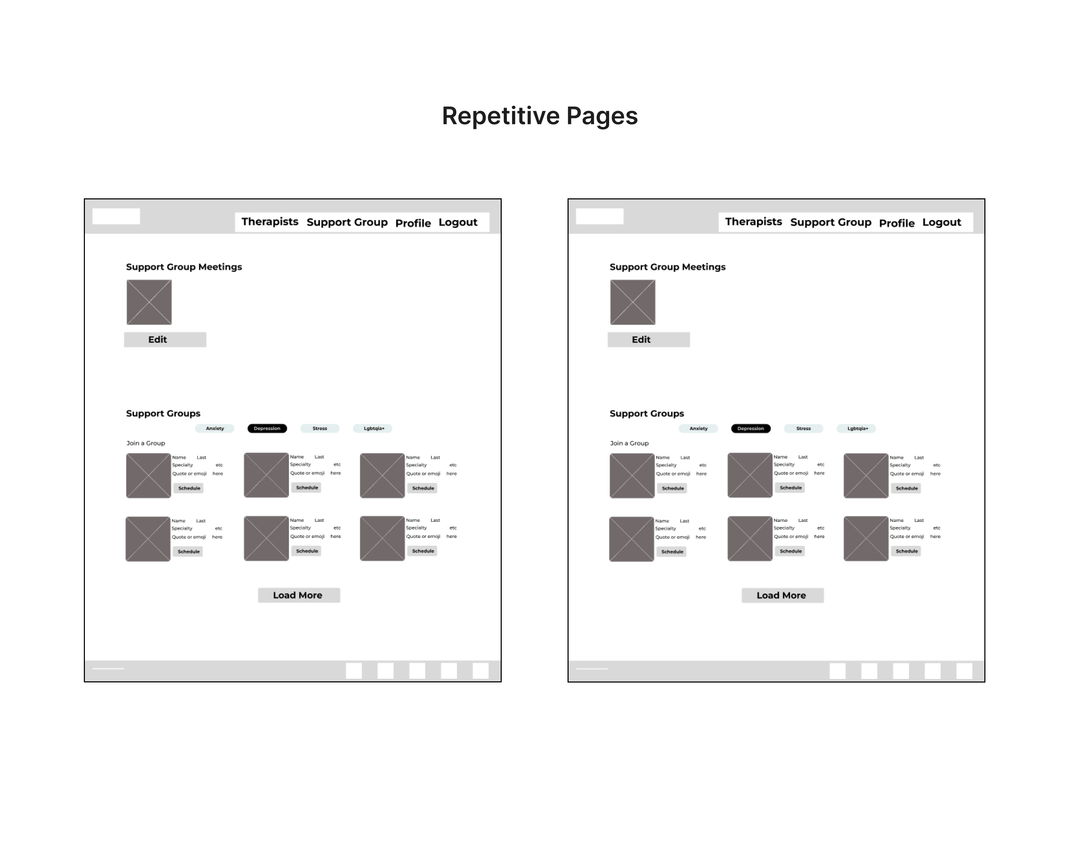 Repetitive Pages
Therapists Support Group Profile Logout
Support Group Meetings
Edit
Support Groups
Anxiety Depression Stress Lgbtqia+
Join a Group
Name Last Name Last Name Last
Specialty etc Specialty etc Specialty etc
Quote or emoji here Quote or emoji here Quote or emoji here
Schedule Schedule Schedule
Name Last Name Last Name Last
Specialty etc Specialty etc Specialty etc
Quote or emoji here Quote or emoji here Quote or emoji here
Schedule Schedule Schedule
Load More
Therapists Support Group Profile Logout
Support Group Meetings
Edit
Support Groups
Anxiety Depression Stress Lgbtqia+
Join a Group
Name Last Name Last Name Last
Specialty etc Specialty etc Specialty etc
Quote or emoji here Quote or emoji here Quote or emoji here
Schedule Schedule Schedule
Name Last Name Last Name Last
Specialty etc Specialty etc Specialty etc
Quote or emoji here Quote or emoji here Quote or emoji here
Schedule Schedule Schedule
Load More